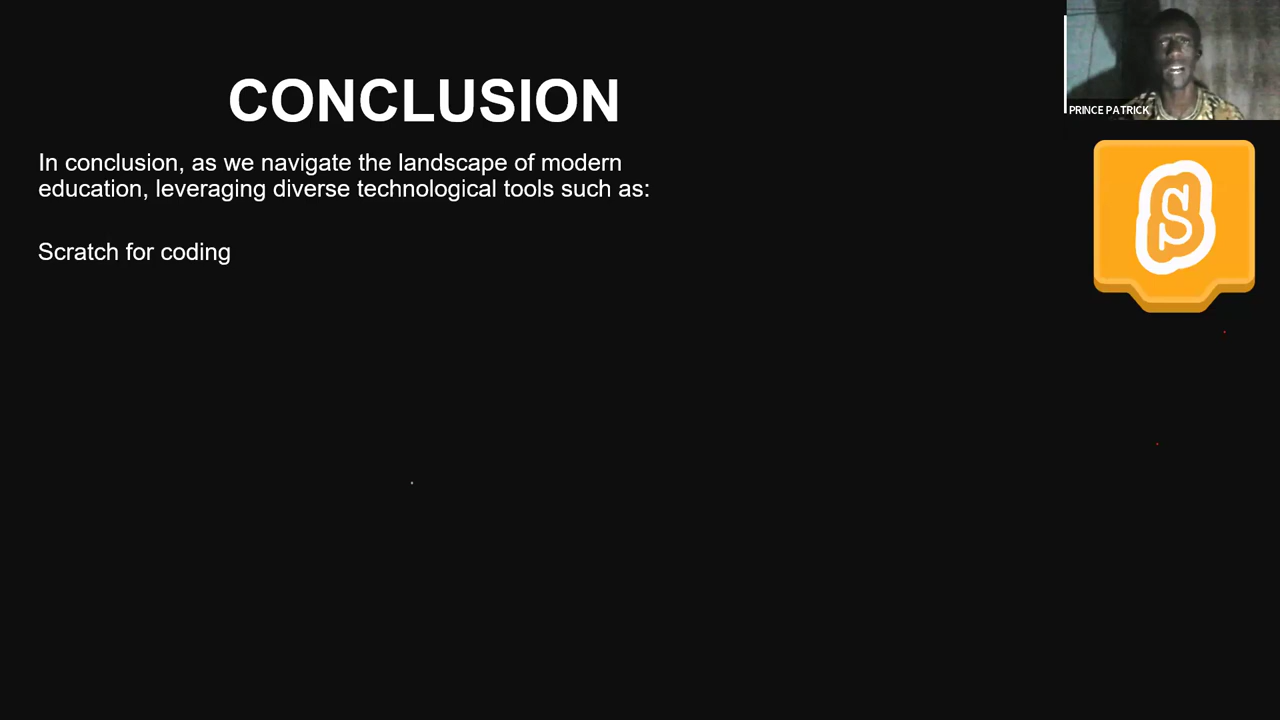 CONCLUSION
In conclusion, as we navigate the landscape of modern
education, leveraging diverse technological tools such as:
Scratch for coding
PRINCE PATRICK
S